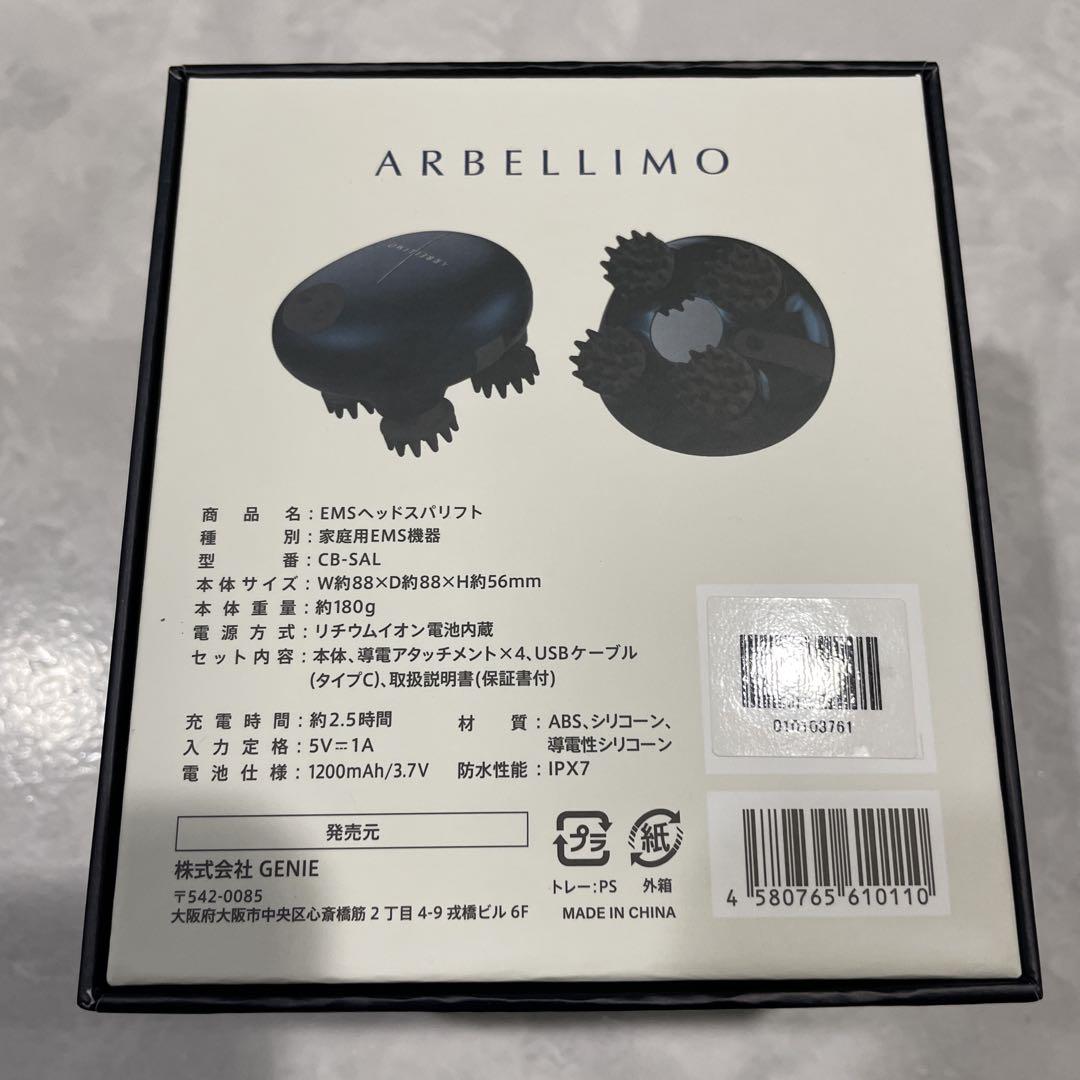 ARBELLIMO
ARBELLIMO
商品名：EMSヘッドスパリフト
種別：家庭用EMS機器
型番：CB-SAL
本体サイズ：W約88×D約88×H約56mm
本体重量：約180g
電源方式：リチウムイオン電池内蔵
セット内容：本体、導電アタッチメント×4、USBケーブル
(タイプC)、取扱説明書(保証書付)
充電時間：約2.5時間
入力定格：5V⎓1A
電池仕様：1200mAh/3.7V
材質：ABS、シリコーン、
導電性シリコーン
防水性能：IPX7
010103761
発売元
株式会社 GENIE
〒542-0085
大阪府大阪市中央区心斎橋筋2丁目4-9 戎橋ビル 6F
プラ
トレー：PS
紙
外箱
MADE IN CHINA
4 580765 610110